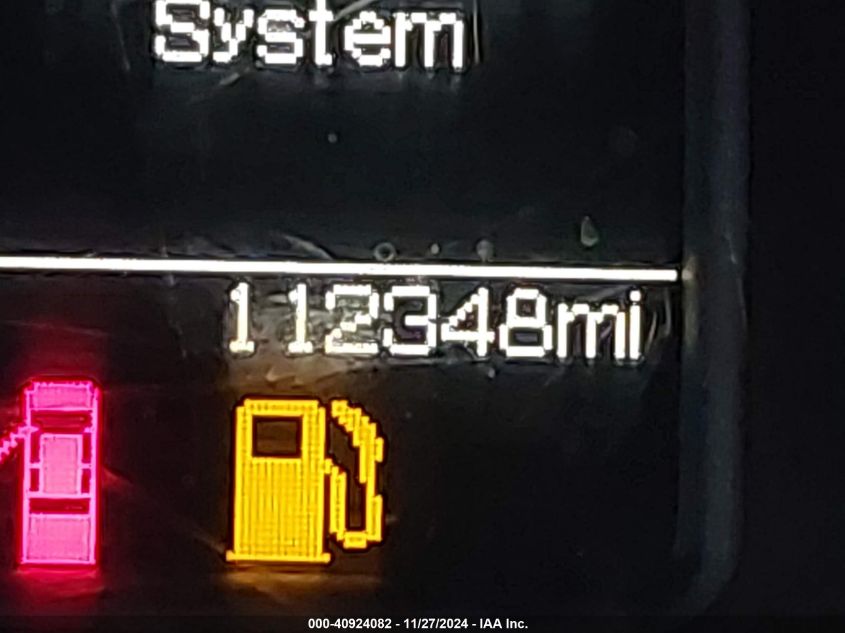 System
112348mi
000-40924082 - 11/27/2024 - IAA Inc.